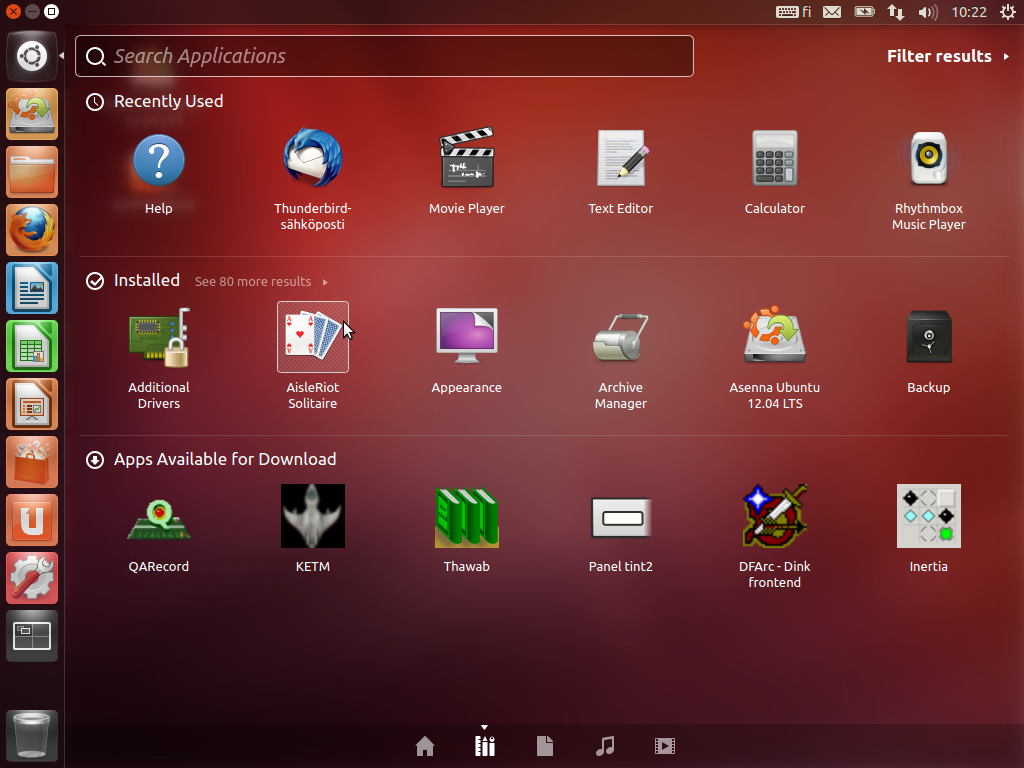 fi 10:22
Search Applications
Filter results
Recently Used
Help
Thunderbird-
sähköposti
Movie Player
Text Editor
Calculator
Rhythmbox
Music Player
Installed See 80 more results
Additional
Drivers
AisleRiot
Solitaire
Appearance
Archive
Manager
Asenna Ubuntu
12.04 LTS
Backup
Apps Available for Download
QARecord
KETM
Thawab
Panel tint2
DFArc - Dink
frontend
Inertia